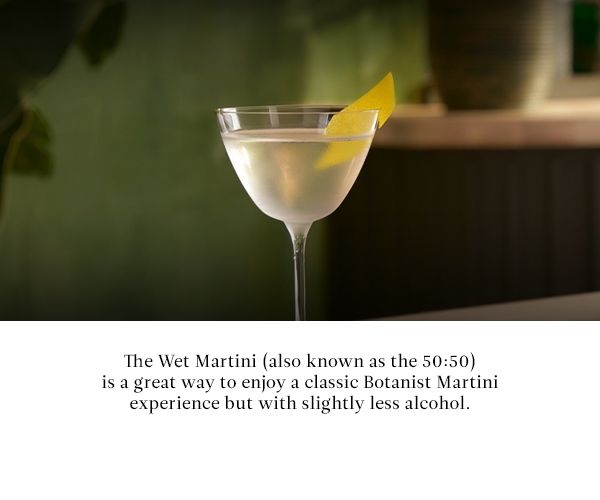 The Wet Martini (also known as the 50:50)
is a great way to enjoy a classic Botanist Martini
experience but with slightly less alcohol.